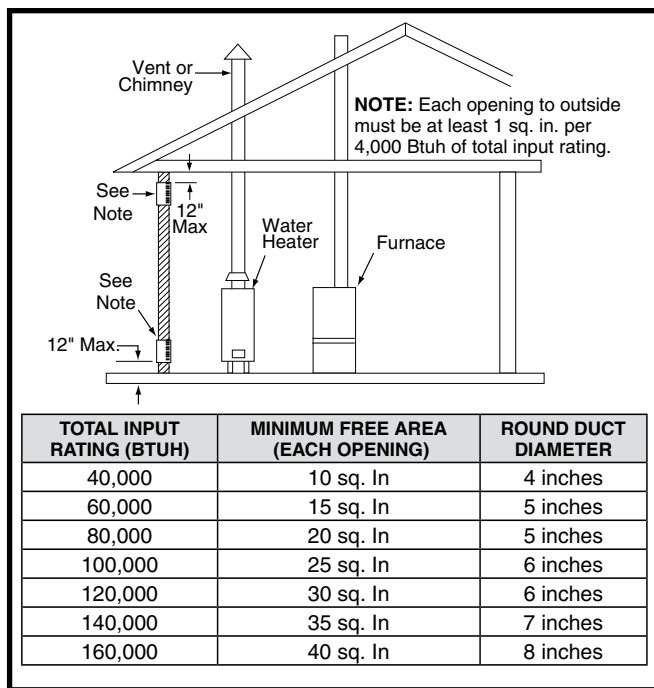 Vent or
Chimney
NOTE: Each opening to outside
must be at least 1 sq. in. per
4,000 Btuh of total input rating.
See
Note
12"
Max
Water
Heater
Furnace
See
Note
12" Max.
TOTAL INPUT RATING (BTUH) MINIMUM FREE AREA (EACH OPENING) ROUND DUCT DIAMETER
40,000 10 sq. In 4 inches
60,000 15 sq. In 5 inches
80,000 20 sq. In 5 inches
100,000 25 sq. In 6 inches
120,000 30 sq. In 6 inches
140,000 35 sq. In 7 inches
160,000 40 sq. In 8 inches